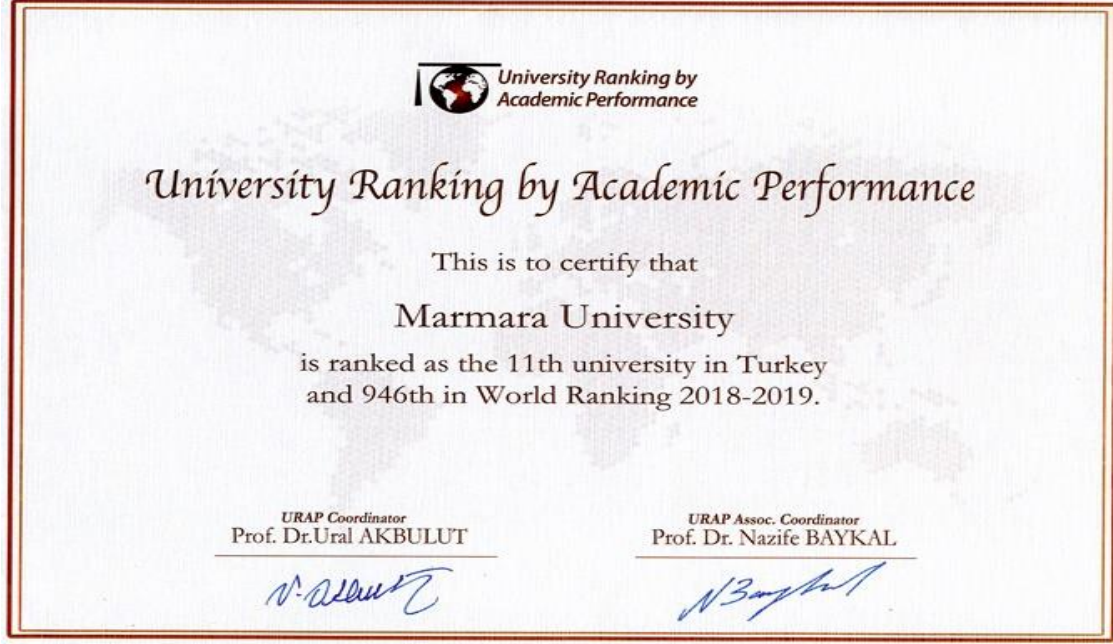 University Ranking by
Academic Performance
University Ranking by Academic Performance
This is to certify that
Marmara University
is ranked as the 11th university in Turkey
and 946th in World Ranking 2018-2019.
URAP Coordinator
Prof. Dr.Ural AKBULUT
URAP Assoc. Coordinator
Prof. Dr. Nazife BAYKAL